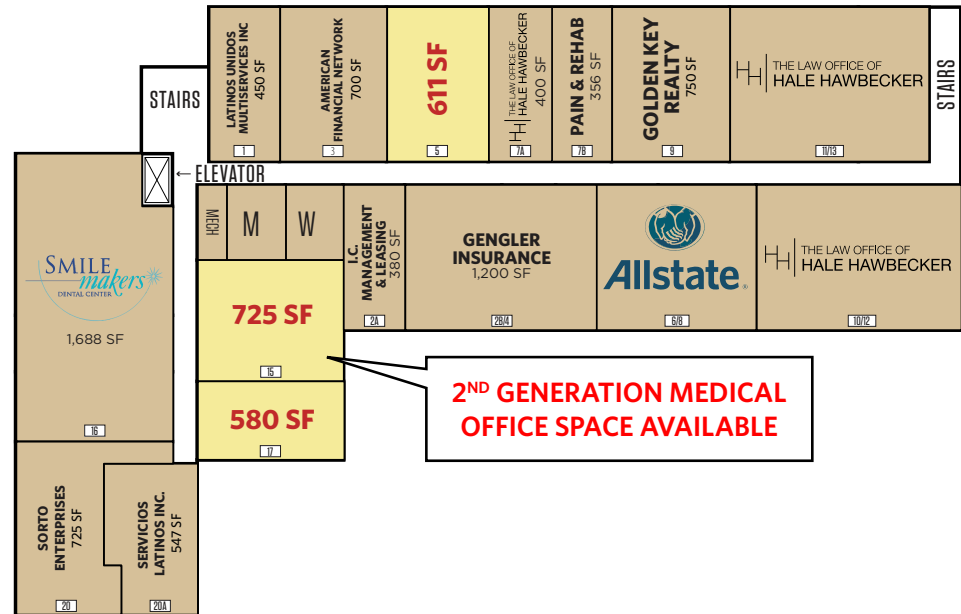 LATINOS UNIDOS
MULTISERVICES INC
450 SF
1
AMERICAN
FINANCIAL NETWORK
700 SF
3
611 SF
5
HH THE LAW OFFICE OF
HALE HAWBECKER
400 SF
7A
PAIN & REHAB
356 SF
7B
GOLDEN KEY
REALTY
750 SF
9
HH THE LAW OFFICE OF
HALE HAWBECKER
11/13
STAIRS
STAIRS
←ELEVATOR
MECH
M
W
I.C.
MANAGEMENT
& LEASING
380 SF
2A
GENGLER
INSURANCE
1,200 SF
2B/4
Allstate®
6/8
HH THE LAW OFFICE OF
HALE HAWBECKER
10/12
SMILE
makers
DENTAL CENTER
1,688 SF
16
725 SF
15
580 SF
17
2ND GENERATION MEDICAL
OFFICE SPACE AVAILABLE
SORTO
ENTERPRISES
725 SF
20
SERVICIOS
LATINOS INC.
547 SF
20A